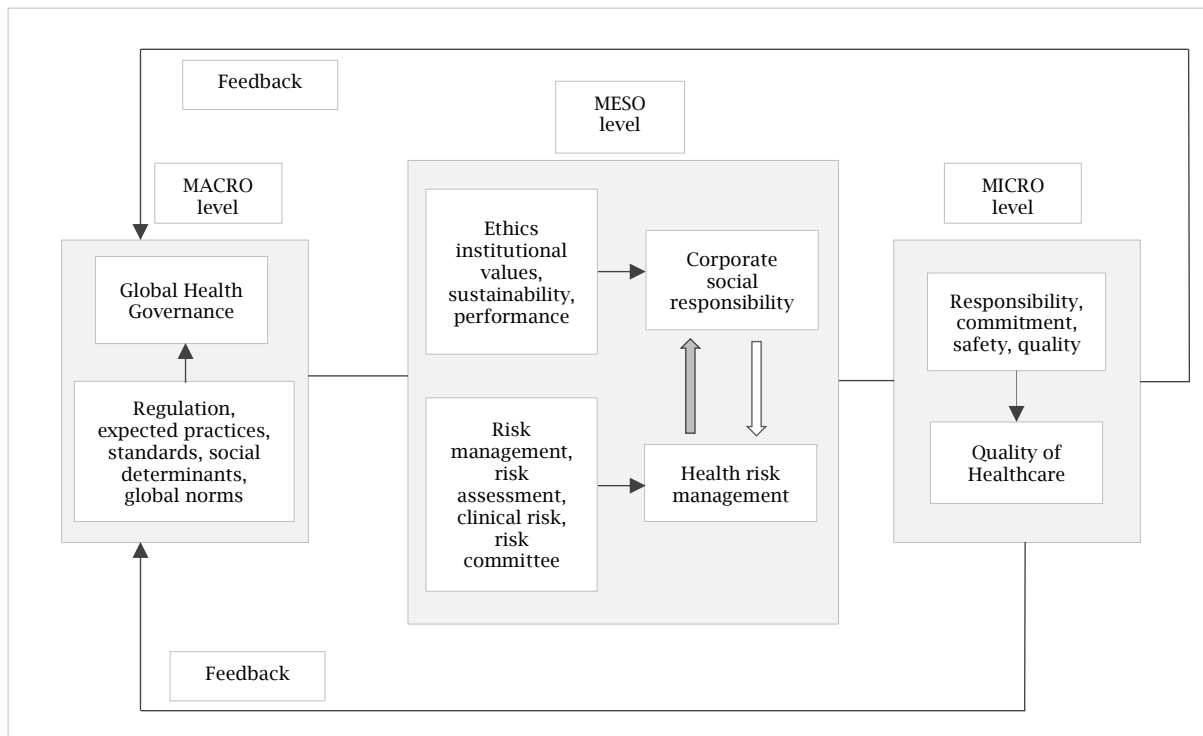 Feedback
MESO
level
MACRO
level
MICRO
level
Ethics
institutional
values,
sustainability,
performance
Corporate
social
responsibility
Global Health
Governance
Responsibility,
commitment,
safety, quality
Regulation,
expected practices,
standards, social
determinants,
global norms
Risk
management,
risk
assessment,
clinical risk,
risk
committee
Health risk
management
Quality of
Healthcare
Feedback